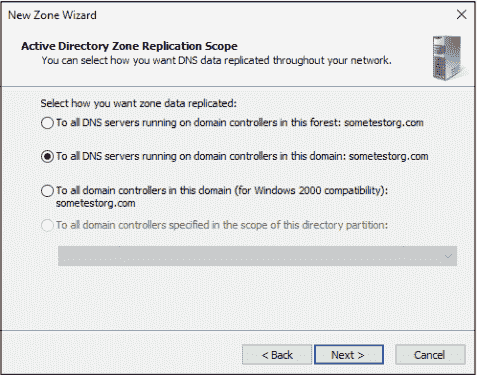 New Zone Wizard
Active Directory Zone Replication Scope
You can select how you want DNS data replicated throughout your network.
Select how you want zone data replicated:
To all DNS servers running on domain controllers in this forest: sometestorg.com
To all DNS servers running on domain controllers in this domain: sometestorg.com
To all domain controllers in this domain (for Windows 2000 compatibility):
sometestorg.com
To all domain controllers specified in the scope of this directory partition:
< Back
Next >
Cancel